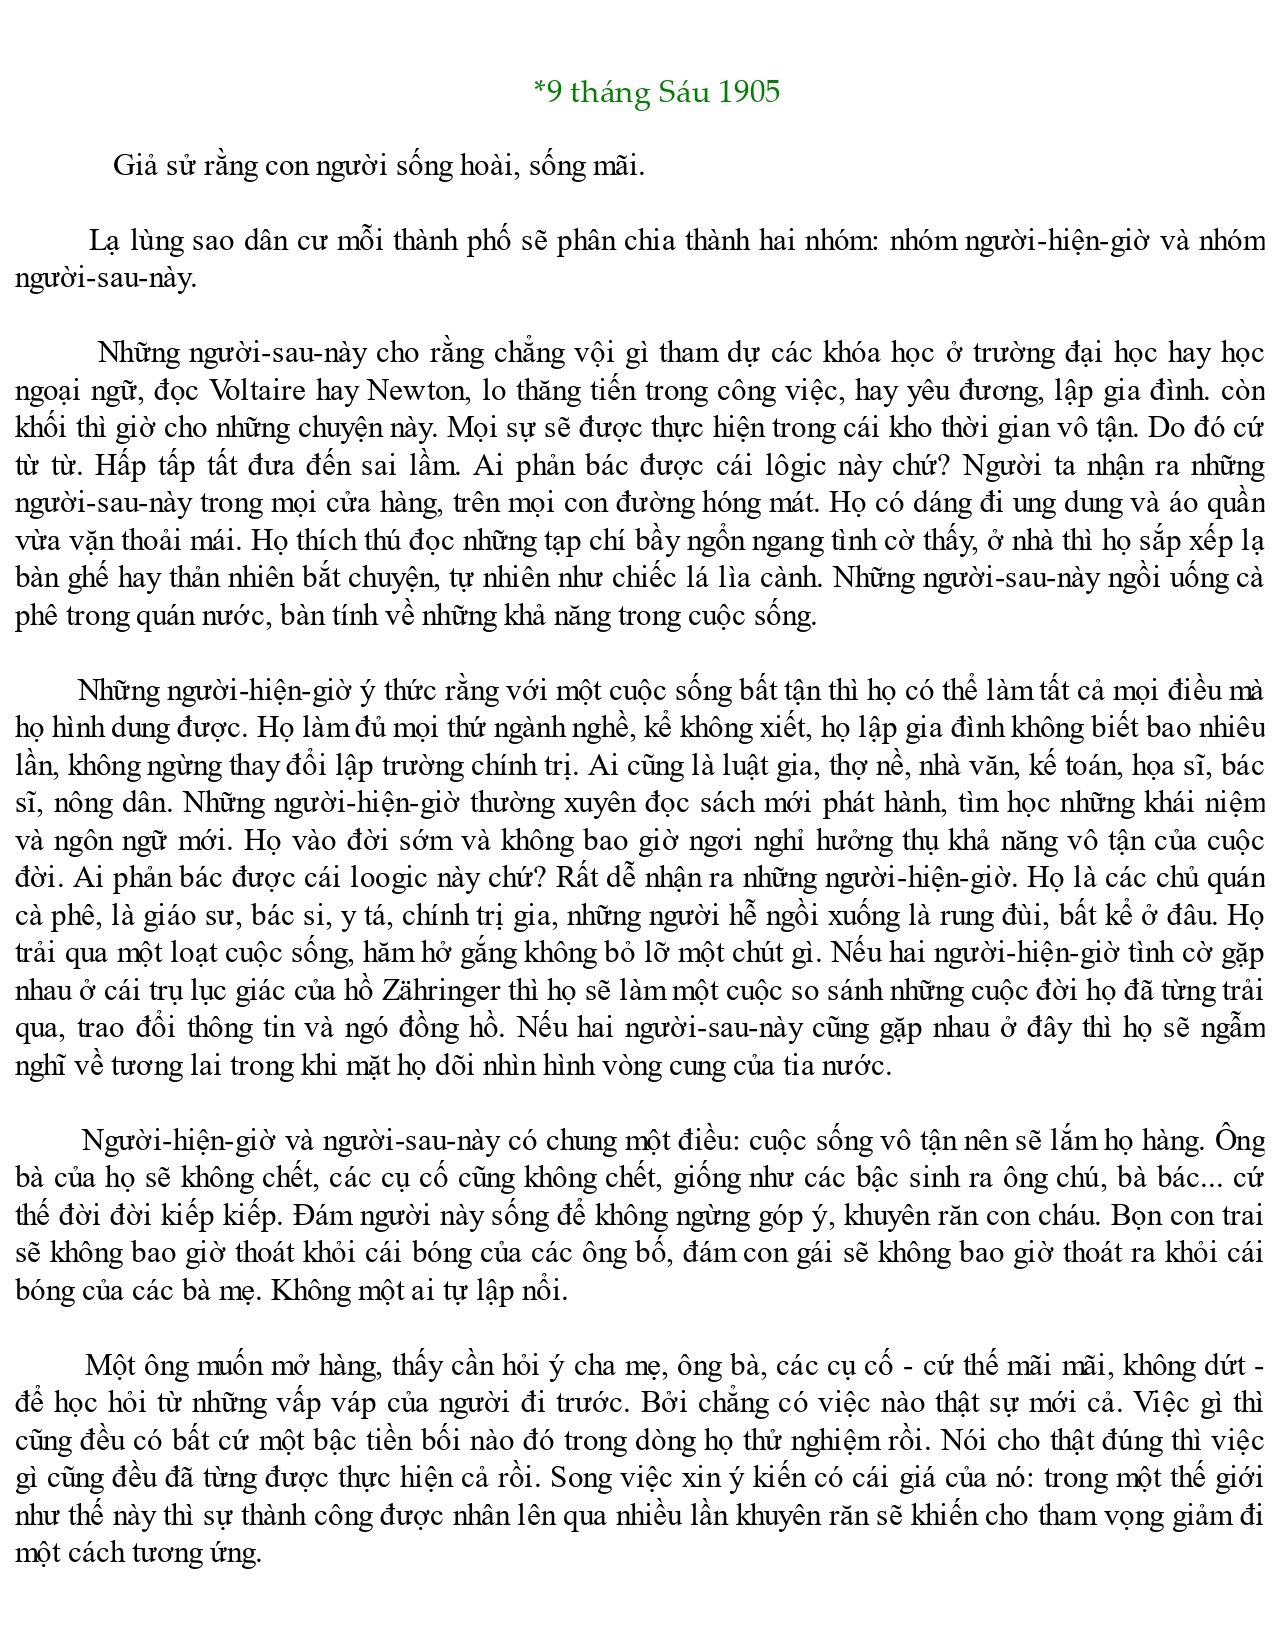 *9 tháng Sáu 1905
Giả sử rằng con người sống hoài, sống mãi.
Lạ lùng sao dân cư mỗi thành phố sẽ phân chia thành hai nhóm: nhóm người-hiện-giờ và nhóm
người-sau-này.
Những người-sau-này cho rằng chẳng vội gì tham dự các khóa học ở trường đại học hay học
ngoại ngữ, đọc Voltaire hay Newton, lo thăng tiến trong công việc, hay yêu đương, lập gia đình. còn
khối thì giờ cho những chuyện này. Mọi sự sẽ được thực hiện trong cái kho thời gian vô tận. Do đó cứ
từ từ. Hấp tấp tất đưa đến sai lầm. Ai phản bác được cái lôgic này chứ? Người ta nhận ra những
người-sau-này trong mọi cửa hàng, trên mọi con đường hóng mát. Họ có dáng đi ung dung và áo quần
vừa vặn thoải mái. Họ thích thú đọc những tạp chí bầy ngổn ngang tình cờ thấy, ở nhà thì họ sắp xếp lạ
bàn ghế hay thản nhiên bắt chuyện, tự nhiên như chiếc lá lìa cành. Những người-sau-này ngồi uống cà
phê trong quán nước, bàn tính về những khả năng trong cuộc sống.
Những người-hiện-giờ ý thức rằng với một cuộc sống bất tận thì họ có thể làm tất cả mọi điều mà
họ hình dung được. Họ làm đủ mọi thứ ngành nghề, kể không xiết, họ lập gia đình không biết bao nhiêu
lần, không ngừng thay đổi lập trường chính trị. Ai cũng là luật gia, thợ nề, nhà văn, kế toán, họa sĩ, bác
sĩ, nông dân. Những người-hiện-giờ thường xuyên đọc sách mới phát hành, tìm học những khái niệm
và ngôn ngữ mới. Họ vào đời sớm và không bao giờ ngơi nghỉ hưởng thụ khả năng vô tận của cuộc
đời. Ai phản bác được cái loogic này chứ? Rất dễ nhận ra những người-hiện-giờ. Họ là các chủ quán
cà phê, là giáo sư, bác si, y tá, chính trị gia, những người hễ ngồi xuống là rung đùi, bất kể ở đâu. Họ
trải qua một loạt cuộc sống, hăm hở gắng không bỏ lỡ một chút gì. Nếu hai người-hiện-giờ tình cờ gặp
nhau ở cái trụ lục giác của hồ Zähringer thì họ sẽ làm một cuộc so sánh những cuộc đời họ đã từng trải
qua, trao đổi thông tin và ngó đồng hồ. Nếu hai người-sau-này cũng gặp nhau ở đây thì họ sẽ ngẫm
nghĩ về tương lai trong khi mặt họ dõi nhìn hình vòng cung của tia nước.
Người-hiện-giờ và người-sau-này có chung một điều: cuộc sống vô tận nên sẽ lắm họ hàng. Ông
bà của họ sẽ không chết, các cụ cố cũng không chết, giống như các bậc sinh ra ông chú, bà bác... cứ
thế đời đời kiếp kiếp. Đám người này sống để không ngừng góp ý, khuyên răn con cháu. Bọn con trai
sẽ không bao giờ thoát khỏi cái bóng của các ông bố, đám con gái sẽ không bao giờ thoát ra khỏi cái
bóng của các bà mẹ. Không một ai tự lập nổi.
Một ông muốn mở hàng, thấy cần hỏi ý cha mẹ, ông bà, các cụ cố - cứ thế mãi mãi, không dứt -
để học hỏi từ những vấp váp của người đi trước. Bởi chẳng có việc nào thật sự mới cả. Việc gì thì
cũng đều có bất cứ một bậc tiền bối nào đó trong dòng họ thử nghiệm rồi. Nói cho thật đúng thì việc
gì cũng đều đã từng được thực hiện cả rồi. Song việc xin ý kiến có cái giá của nó: trong một thế giới
như thế này thì sự thành công được nhân lên qua nhiều lần khuyên răn sẽ khiến cho tham vọng giảm đi
một cách tương ứng.